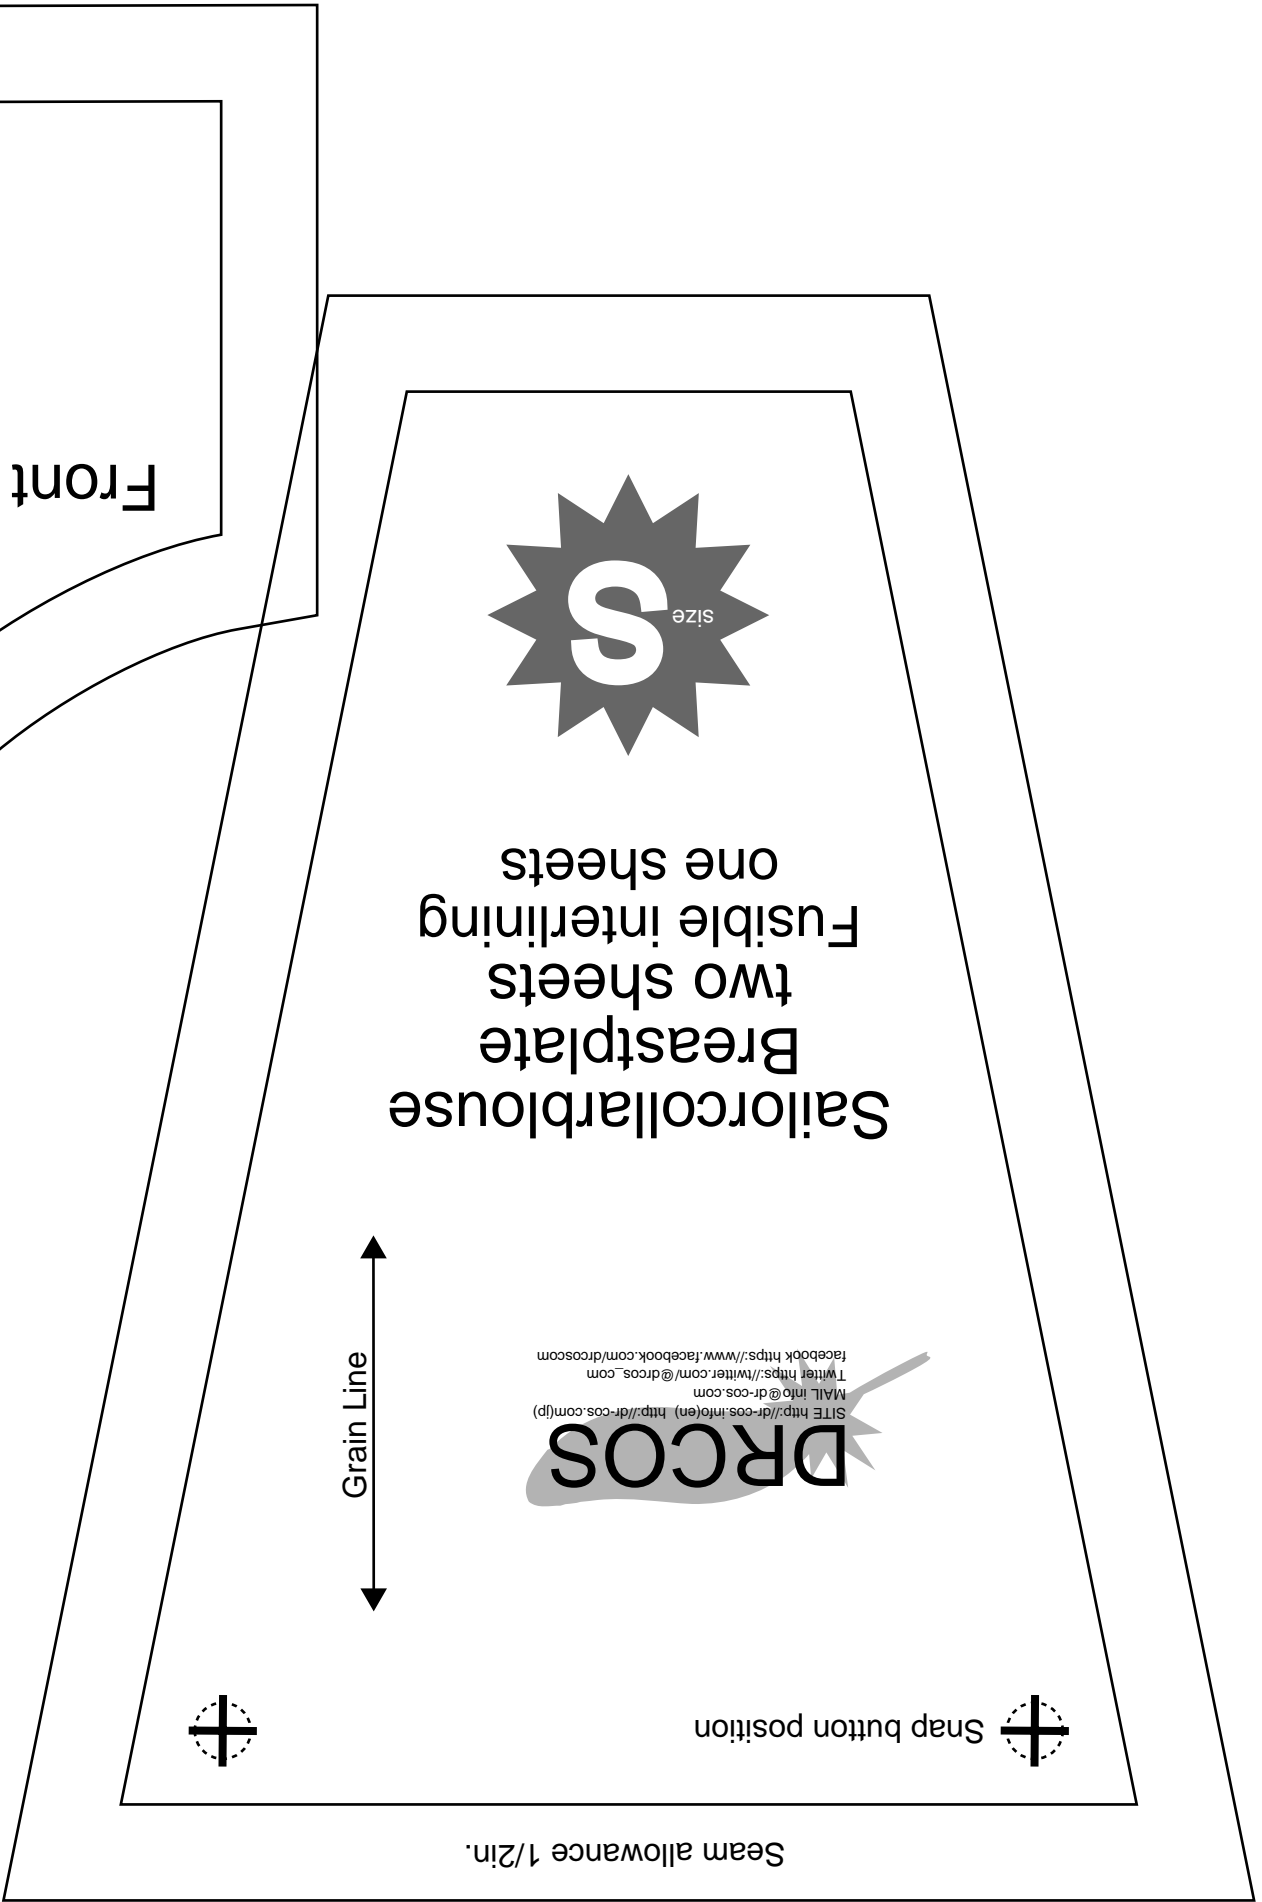 Seam allowance 1/2in.
Snap button position
DRCOS
SITE http://dr-cos.info(en)  http://dr-cos.com(jp)
MAIL info@dr-cos.com
Twitter https://twitter.com/@drcos_com
facebook https://www.facebook.com/drcoscom
Grain Line
Sailorcollarblouse
Breastplate
two sheets
Fusible interlining
one sheets
size S
Front